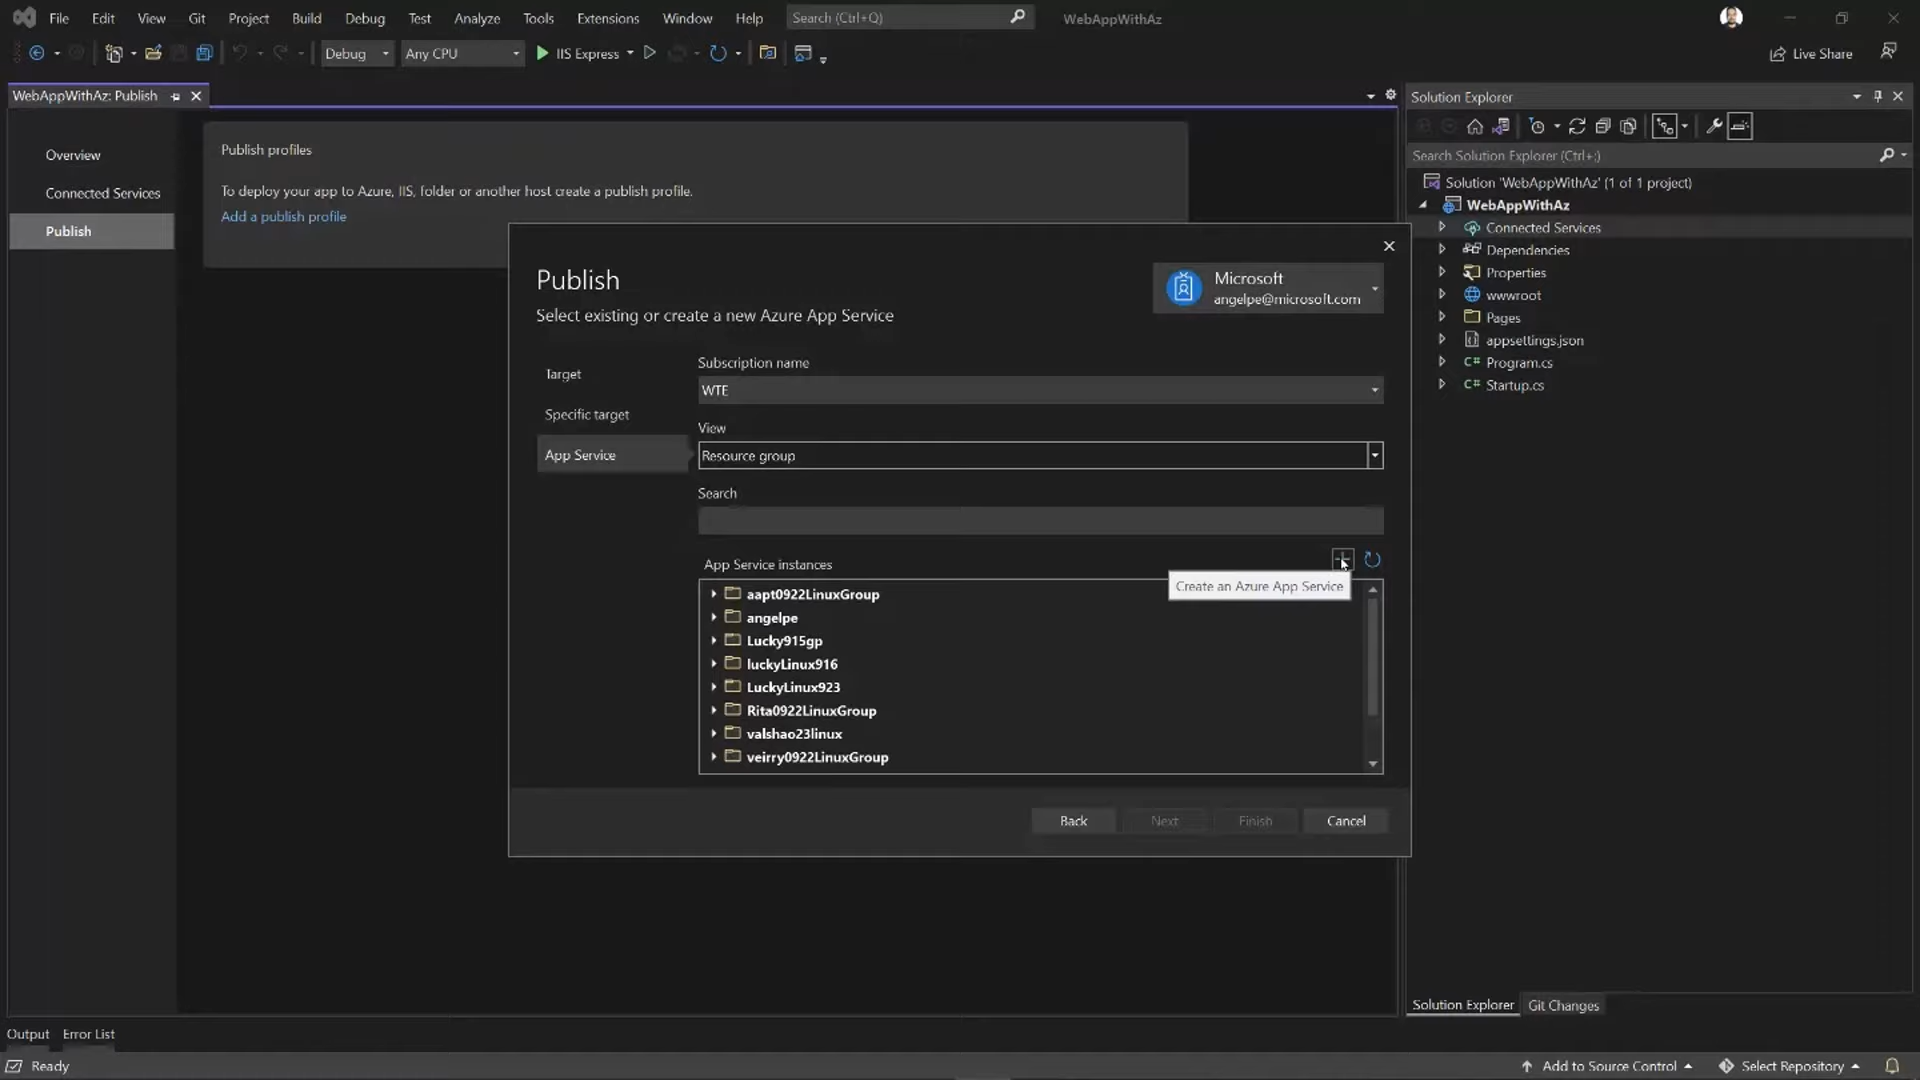 File Edit View Git Project Build Debug Test Analyze Tools Extensions Window Help Search (Ctrl+Q) WebAppWithAz
Debug Any CPU IIS Express Live Share
WebAppWithAz: Publish
Overview
Connected Services
Publish
Publish profiles
To deploy your app to Azure, IIS, folder or another host create a publish profile.
Add a publish profile
Publish
Select existing or create a new Azure App Service
Microsoft
angelpe@microsoft.com
Target
Specific target
App Service
Subscription name
WTE
View
Resource group
Search
App Service instances
Create an Azure App Service
aapt0922LinuxGroup
angelpe
Lucky915gp
luckyLinux916
LuckyLinux923
Rita0922LinuxGroup
valshao23linux
veirry0922LinuxGroup
Back Next Finish Cancel
Solution Explorer
Search Solution Explorer (Ctrl+;)
Solution 'WebAppWithAz' (1 of 1 project)
WebAppWithAz
Connected Services
Dependencies
Properties
wwwroot
Pages
appsettings.json
C# Program.cs
C# Startup.cs
Solution Explorer Git Changes
Output Error List
Ready Add to Source Control Select Repository